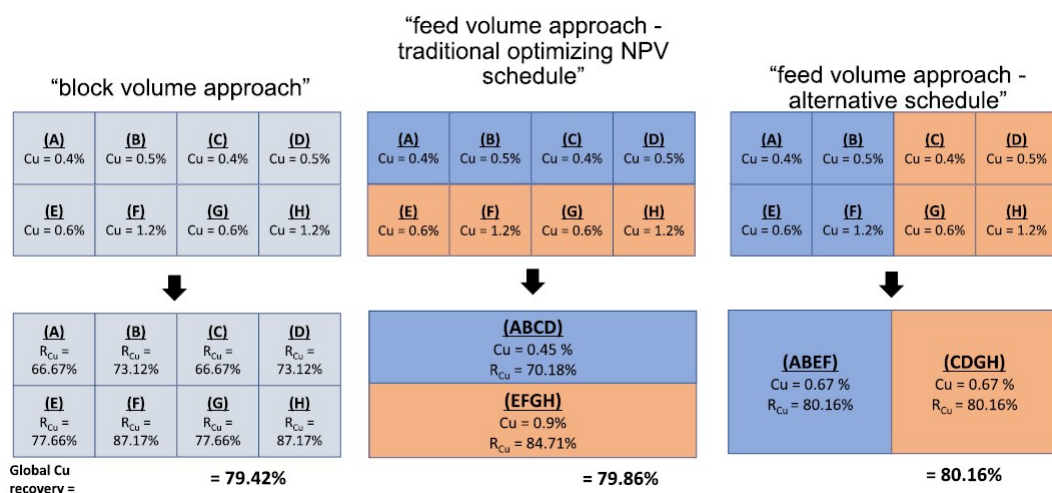 “block volume approach”
(A)
Cu = 0.4%
(B)
Cu = 0.5%
(C)
Cu = 0.4%
(D)
Cu = 0.5%
(E)
Cu = 0.6%
(F)
Cu = 1.2%
(G)
Cu = 0.6%
(H)
Cu = 1.2%
(A)
RCu =
66.67%
(B)
RCu =
73.12%
(C)
RCu =
66.67%
(D)
RCu =
73.12%
(E)
RCu =
77.66%
(F)
RCu =
87.17%
(G)
RCu =
77.66%
(H)
RCu =
87.17%
Global Cu
recovery =
= 79.42%
“feed volume approach -
traditional optimizing NPV
schedule”
(A)
Cu = 0.4%
(B)
Cu = 0.5%
(C)
Cu = 0.4%
(D)
Cu = 0.5%
(E)
Cu = 0.6%
(F)
Cu = 1.2%
(G)
Cu = 0.6%
(H)
Cu = 1.2%
(ABCD)
Cu = 0.45 %
RCu = 70.18%
(EFGH)
Cu = 0.9%
RCu = 84.71%
= 79.86%
“feed volume approach -
alternative schedule”
(A)
Cu = 0.4%
(B)
Cu = 0.5%
(C)
Cu = 0.4%
(D)
Cu = 0.5%
(E)
Cu = 0.6%
(F)
Cu = 1.2%
(G)
Cu = 0.6%
(H)
Cu = 1.2%
(ABEF)
Cu = 0.67 %
RCu = 80.16%
(CDGH)
Cu = 0.67 %
RCu = 80.16%
= 80.16%